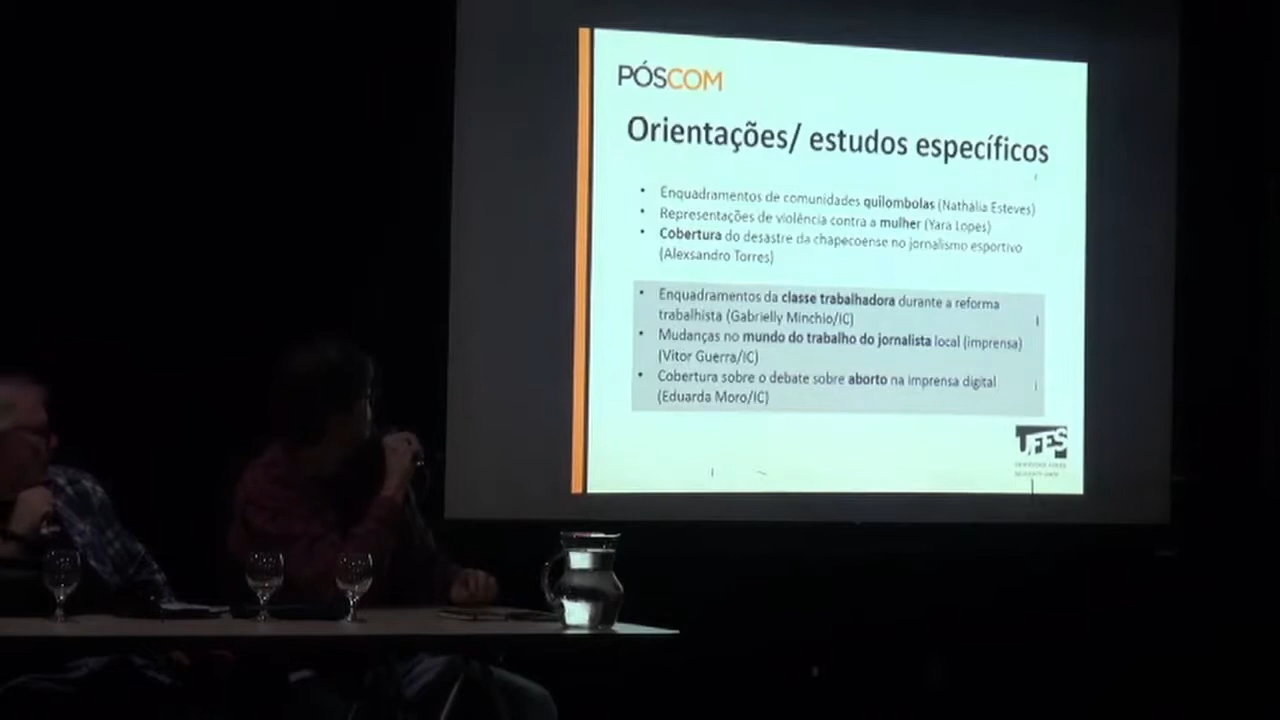 PÓSCOM
Orientações/ estudos específicos
• Enquadramentos de comunidades quilombolas (Nathália Esteves)
• Representações de violência contra a mulher (Yara Lopes)
• Cobertura do desastre da chapecoense no jornalismo esportivo
(Alexsandro Torres)
• Enquadramentos da classe trabalhadora durante a reforma
trabalhista (Gabrielly Minchio/IC)
• Mudanças no mundo do trabalho do jornalista local (imprensa)
(Vitor Guerra/IC)
• Cobertura sobre o debate sobre aborto na imprensa digital
(Eduarda Moro/IC)
UFES